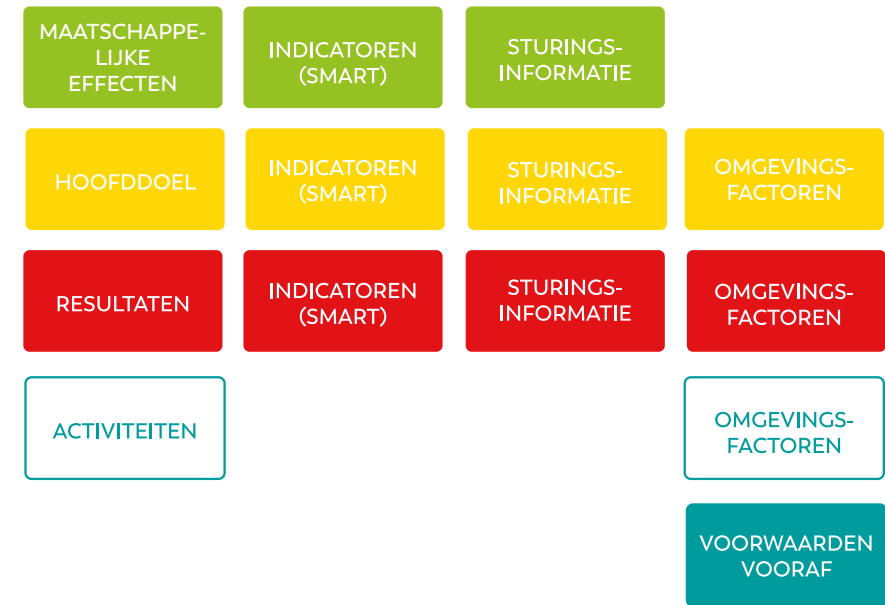 MAATSCHAPPE-
LIJKE
EFFECTEN
INDICATOREN
(SMART)
STURINGS-
INFORMATIE
HOOFDDOEL
INDICATOREN
(SMART)
STURINGS-
INFORMATIE
OMGEVINGS-
FACTOREN
RESULTATEN
INDICATOREN
(SMART)
STURINGS-
INFORMATIE
OMGEVINGS-
FACTOREN
ACTIVITEITEN
OMGEVINGS-
FACTOREN
VOORWAARDEN
VOORAF